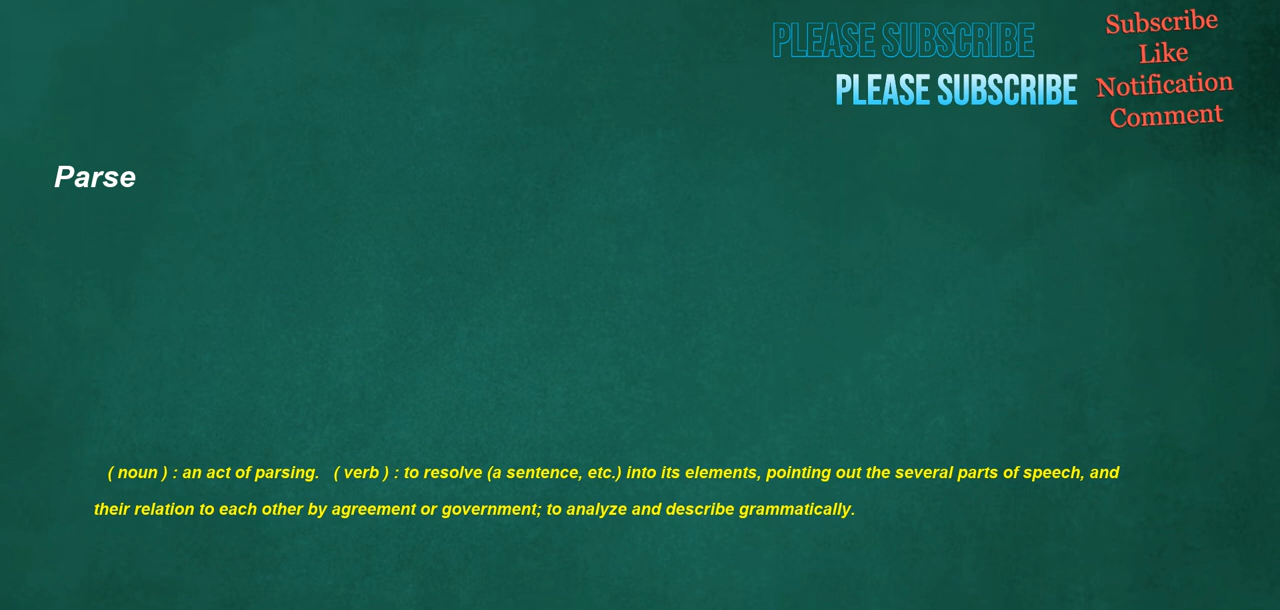 PLEASE SUBSCRIBE
PLEASE SUBSCRIBE
Subscribe
Like
Notification
Comment
Parse
( noun ) : an act of parsing. ( verb ) : to resolve (a sentence, etc.) into its elements, pointing out the several parts of speech, and
their relation to each other by agreement or government; to analyze and describe grammatically.